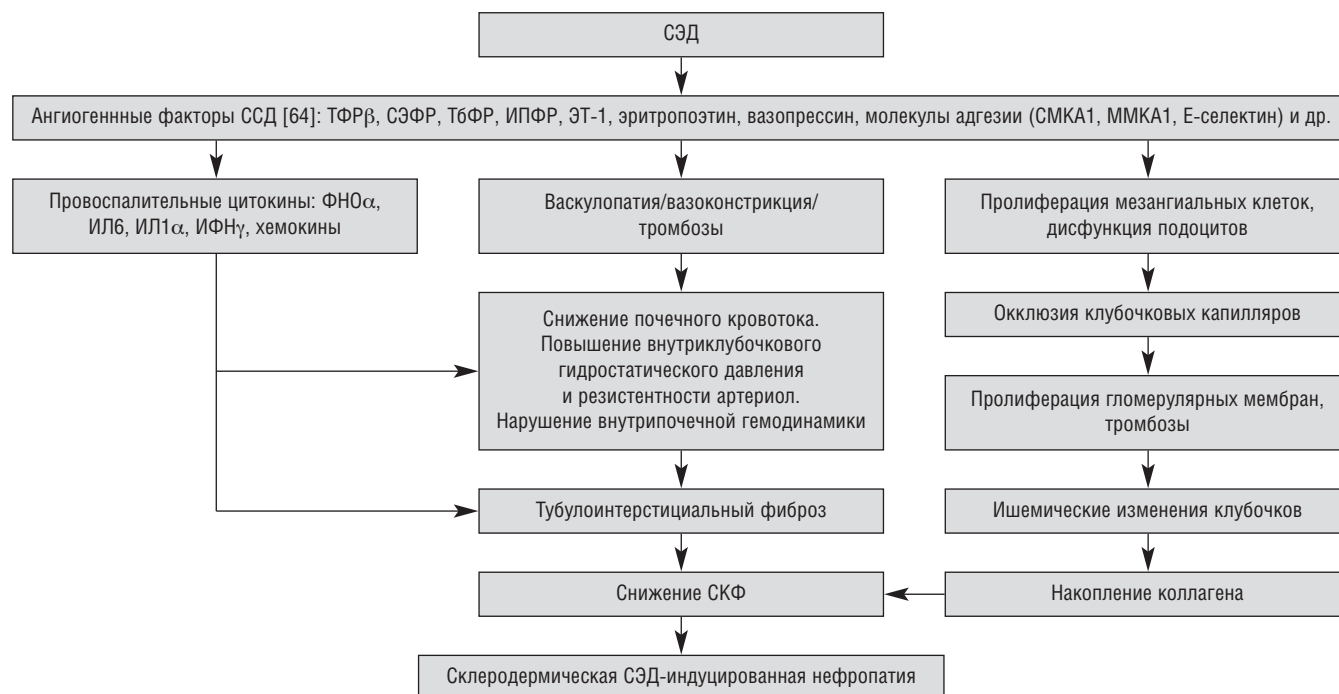 СЭД
Ангиогеннные факторы ССД [64]: ТФРβ, СЭФР, ТбФР, ИПФР, ЭТ-1, эритропоэтин, вазопрессин, молекулы адгезии (СМКА1, ММКА1, Е-селектин) и др.
Провоспалительные цитокины: ФНОα,
ИЛ6, ИЛ1α, ИФНγ, хемокины
Васкулопатия/вазоконстрикция/
тромбозы
Пролиферация мезангиальных клеток,
дисфункция подоцитов
Снижение почечного кровотока.
Повышение внутриклубочкового
гидростатического давления
и резистентности артериол.
Нарушение внутрипочечной гемодинамики
Окклюзия клубочковых капилляров
Пролиферация гломерулярных мембран,
тромбозы
Тубулоинтерстициальный фиброз
Ишемические изменения клубочков
Снижение СКФ
Накопление коллагена
Склеродермическая СЭД-индуцированная нефропатия